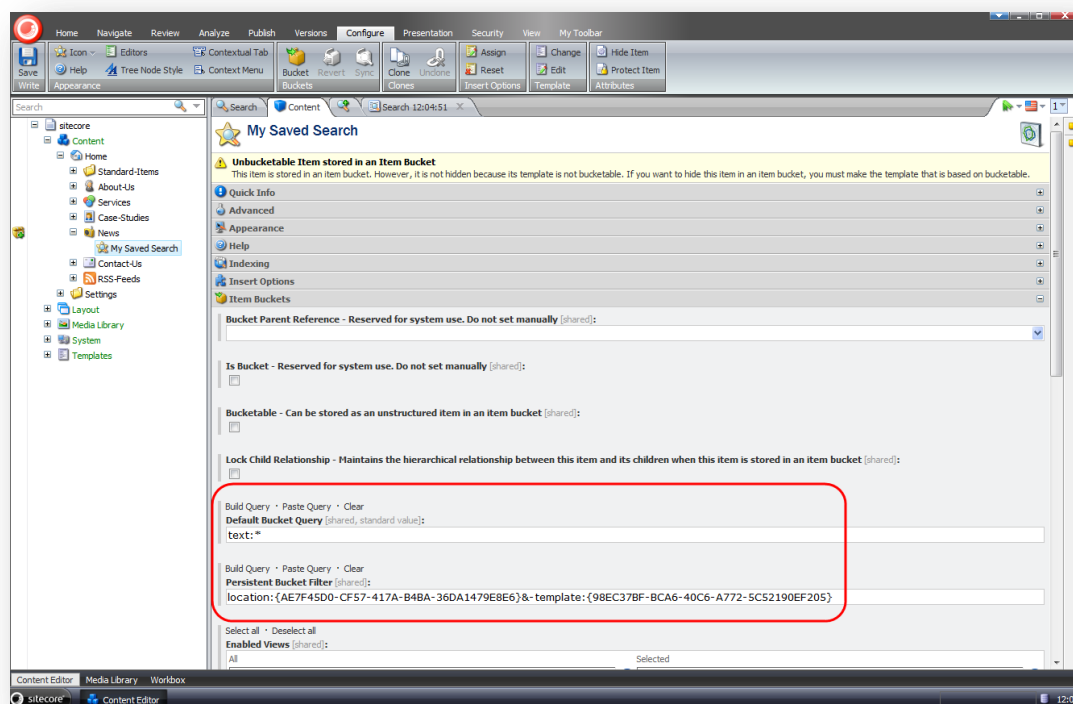 Home Navigate Review Analyze Publish Versions Configure Presentation Security View My Toolbar
Icon Editors Contextual Tab Assign Change Hide Item
Help Tree Node Style Context Menu Reset Edit Protect Item
Save Bucket Revert Sync Clone Undone
Write Appearance Buckets Clones Insert Options Template Attributes
Search
Search Content Search 12:04:51
1
sitecore
Content
Home
Standard-Items
About-Us
Services
Case-Studies
News
My Saved Search
Contact-Us
RSS-Feeds
Settings
Layout
Media Library
System
Templates
My Saved Search
Unbucketable Item stored in an Item Bucket
This item is stored in an item bucket. However, it is not hidden because its template is not bucketable. If you want to hide this item in an item bucket, you must make the template that is based on bucketable.
Quick Info
Advanced
Appearance
Help
Indexing
Insert Options
Item Buckets
Bucket Parent Reference - Reserved for system use. Do not set manually [shared]:
Is Bucket - Reserved for system use. Do not set manually [shared]:
Bucketable - Can be stored as an unstructured item in an item bucket [shared]:
Lock Child Relationship - Maintains the hierarchical relationship between this item and its children when this item is stored in an item bucket [shared]:
Build Query · Paste Query · Clear
Default Bucket Query [shared, standard value]:
text:*
Build Query · Paste Query · Clear
Persistent Bucket Filter [shared]:
location:{AE7F45D0-CF57-417A-B4BA-36DA1479E8E6}&-template:{98EC37BF-BCA6-40C6-A772-5C52190EF205}
Select all · Deselect all
Enabled Views [shared]:
All Selected
Content Editor Media Library Workbox
sitecore Content Editor